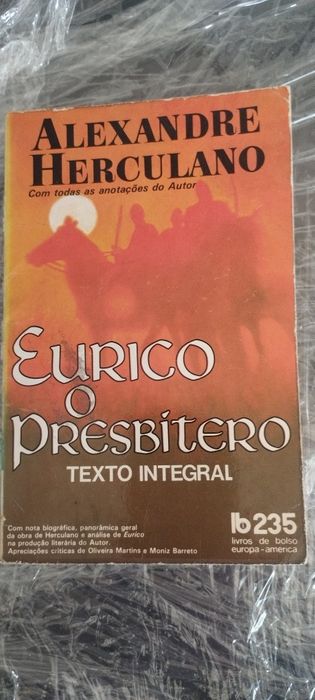 ALEXANDRE
HERCULANO
Com todas as anotações do Autor
EURICO
O
PRESBÍTERO
TEXTO INTEGRAL
Com nota biográfica, panorâmica geral
da obra de Herculano e análise de Eurico
na produção literária do Autor.
Apreciações críticas de Oliveira Martins e Moniz Barreto
lb 235
livros de bolso
europa-américa